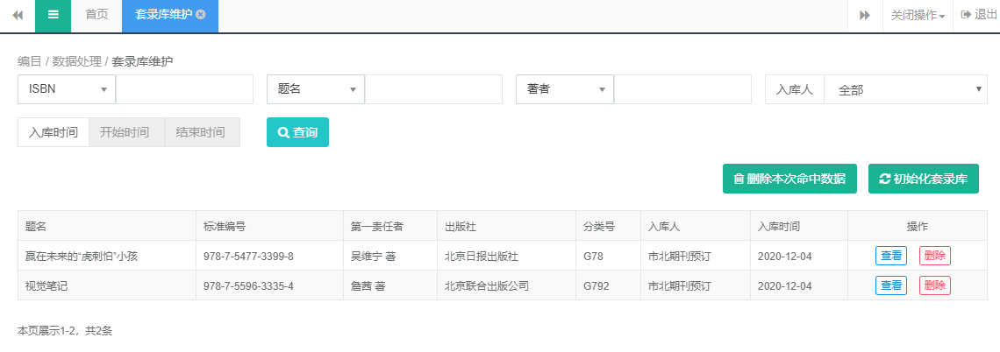 首页 套录库维护 关闭操作 退出
编目 / 数据处理 / 套录库维护
ISBN 题名 著者 入库人 全部
入库时间 开始时间 结束时间 查询
删除本次命中数据 初始化套录库
题名 标准编号 第一责任者 出版社 分类号 入库人 入库时间 操作
赢在未来的“虎刺怕”小孩 978-7-5477-3399-8 吴维宁 著 北京日报出版社 G78 市北期刊预订 2020-12-04 查看 删除
视觉笔记 978-7-5596-3335-4 詹茜 著 北京联合出版公司 G792 市北期刊预订 2020-12-04 查看 删除
本页展示1-2，共2条